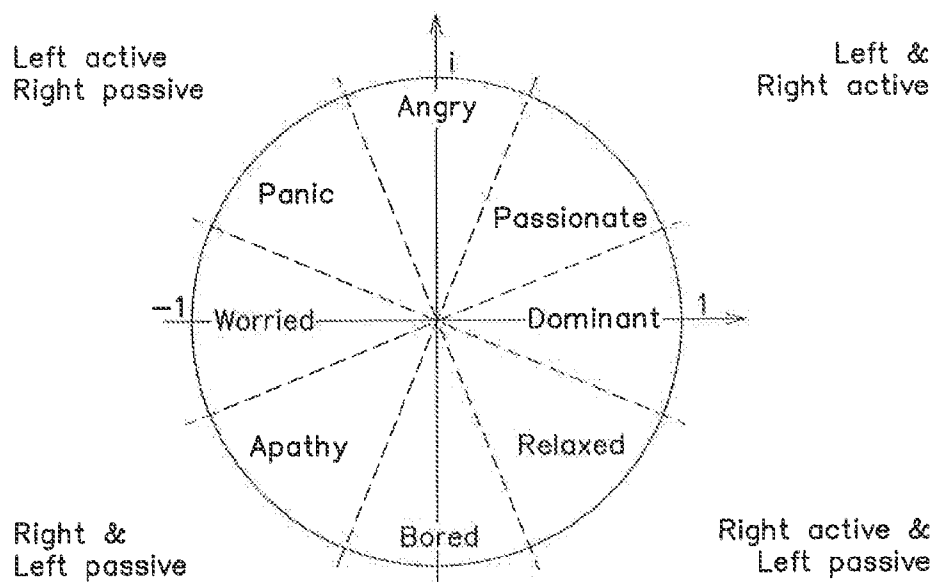 Left active
Right passive
i
Left &
Right active
Angry
Panic
Passionate
-1
Worried
Dominant
1
Apathy
Relaxed
Right &
Left passive
Bored
Right active &
Left passive